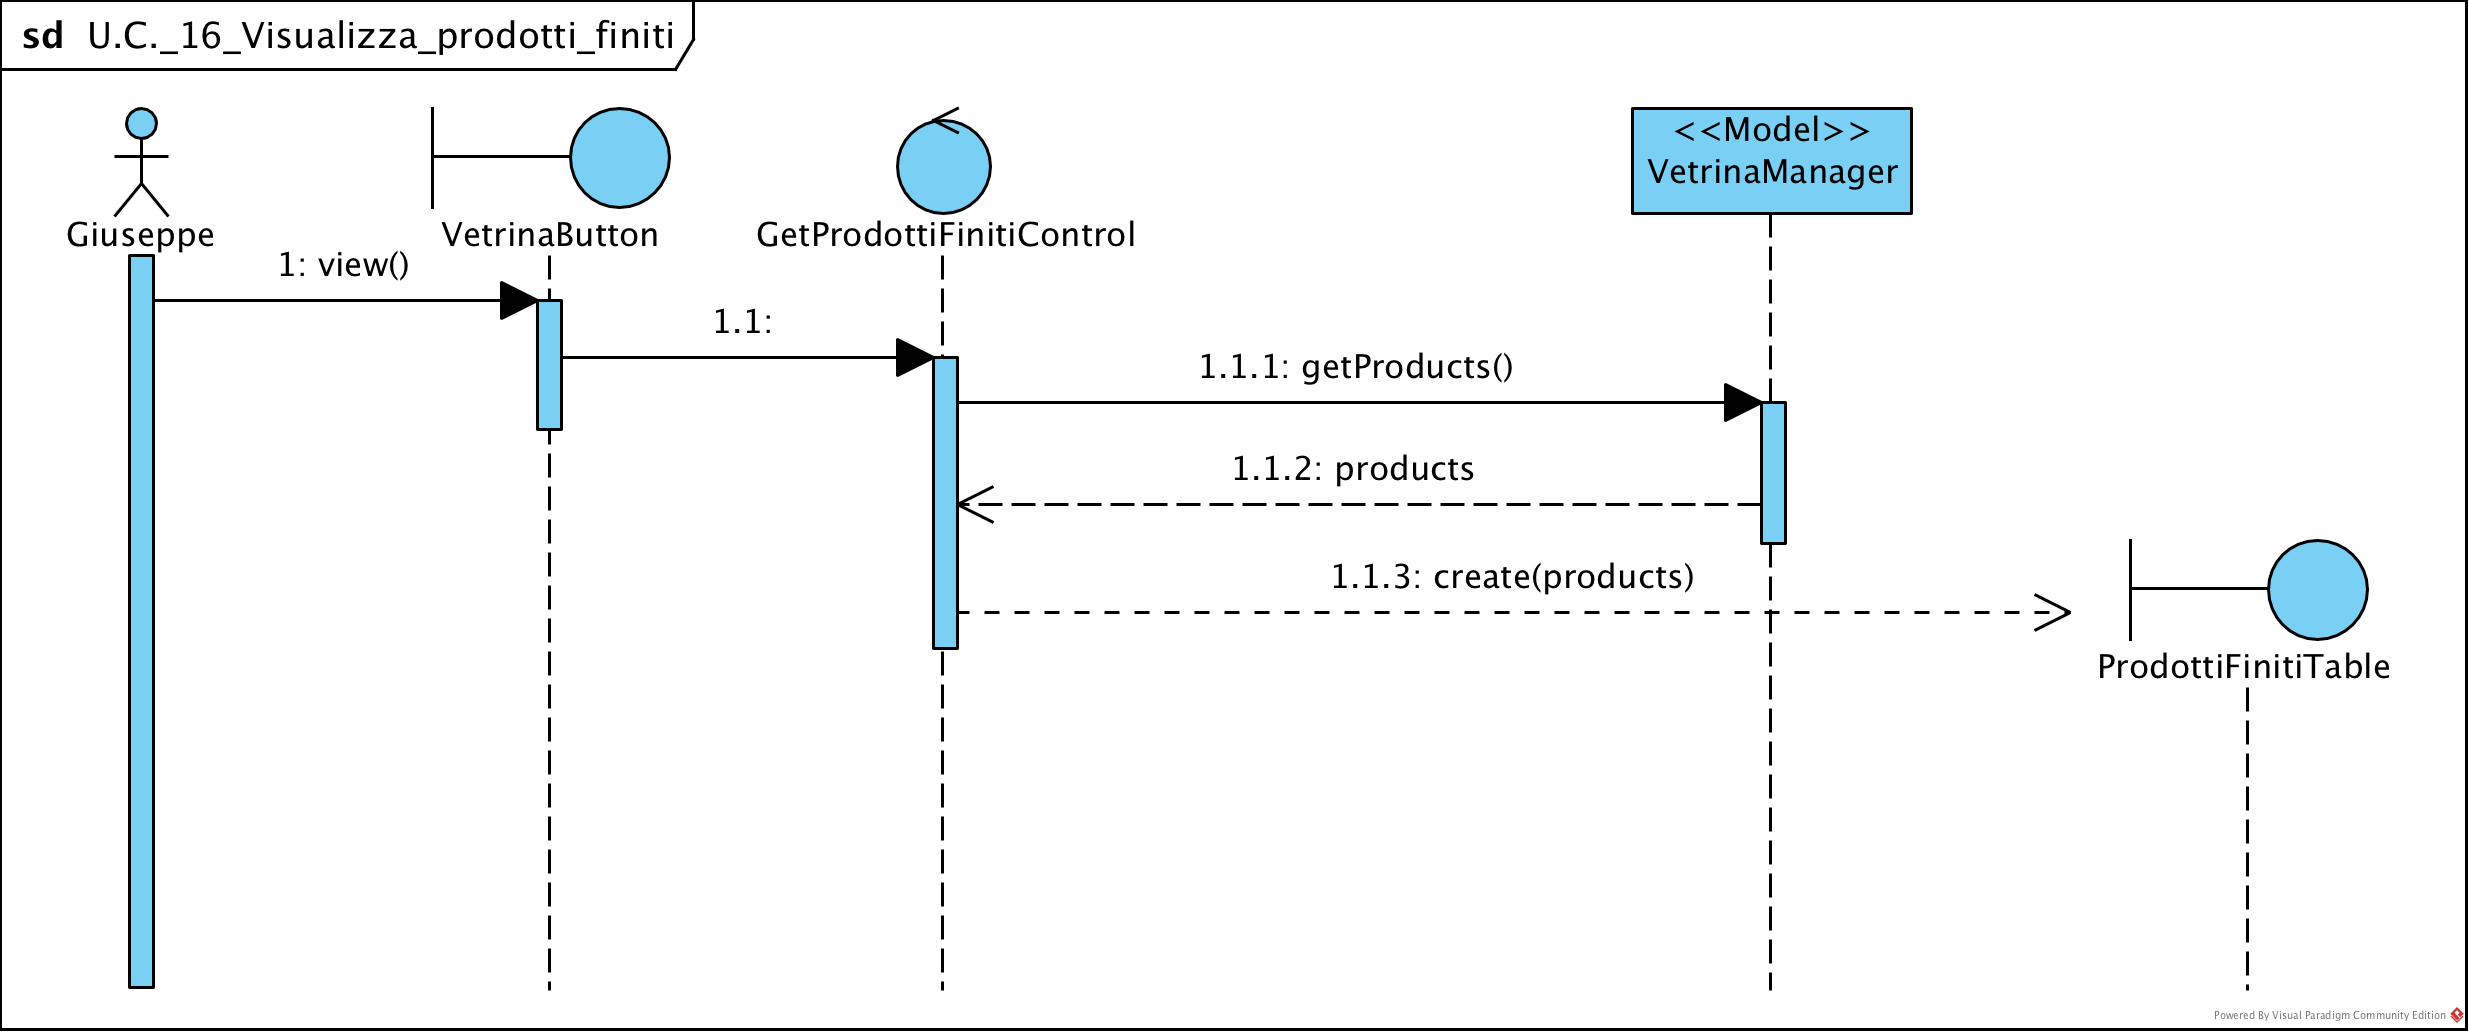 sd U.C._16_Visualizza_prodotti_finiti
<<Model>>
VetrinaManager
Giuseppe
VetrinaButton
GetProdottiFinitiControl
1: view()
1.1:
1.1.1: getProducts()
1.1.2: products
1.1.3: create(products)
ProdottiFinitiTable
Powered By Visual Paradigm Community Edition